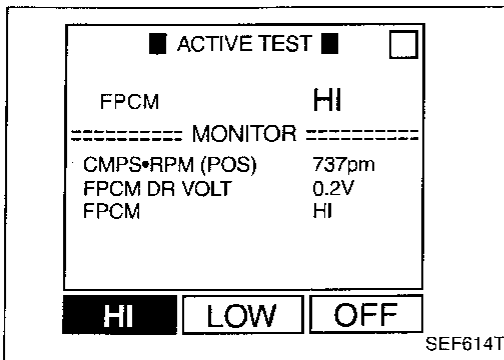 ACTIVE TEST
FPCM HI
MONITOR
CMPS•RPM (POS) 737pm
FPCM DR VOLT 0.2V
FPCM HI
HI LOW OFF
SEF614T